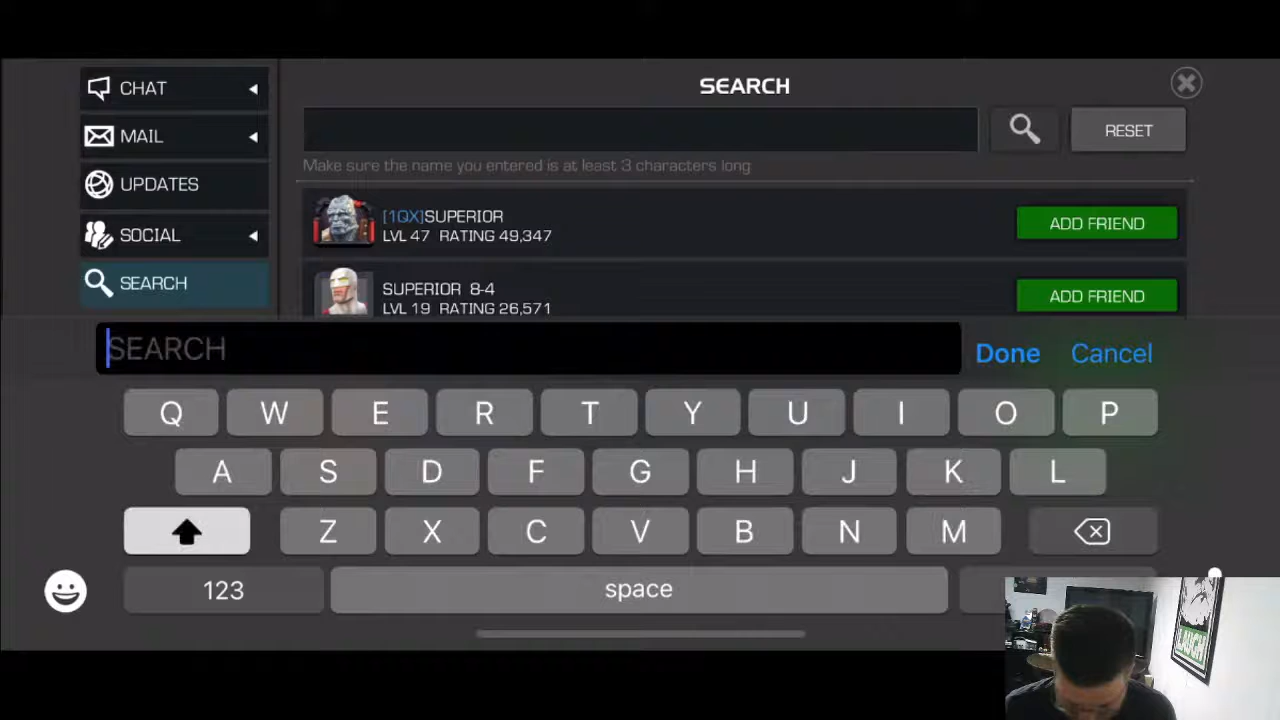 CHAT
MAIL
UPDATES
SOCIAL
SEARCH
SEARCH
RESET
Make sure the name you entered is at least 3 characters long
[1QX]SUPERIOR
LVL 47 RATING 49,347
ADD FRIEND
SUPERIOR 8-4
LVL 19 RATING 26,571
ADD FRIEND
SEARCH
Done Cancel
Q W E R T Y U I O P
A S D F G H J K L
Z X C V B N M
123 space
LAUGH